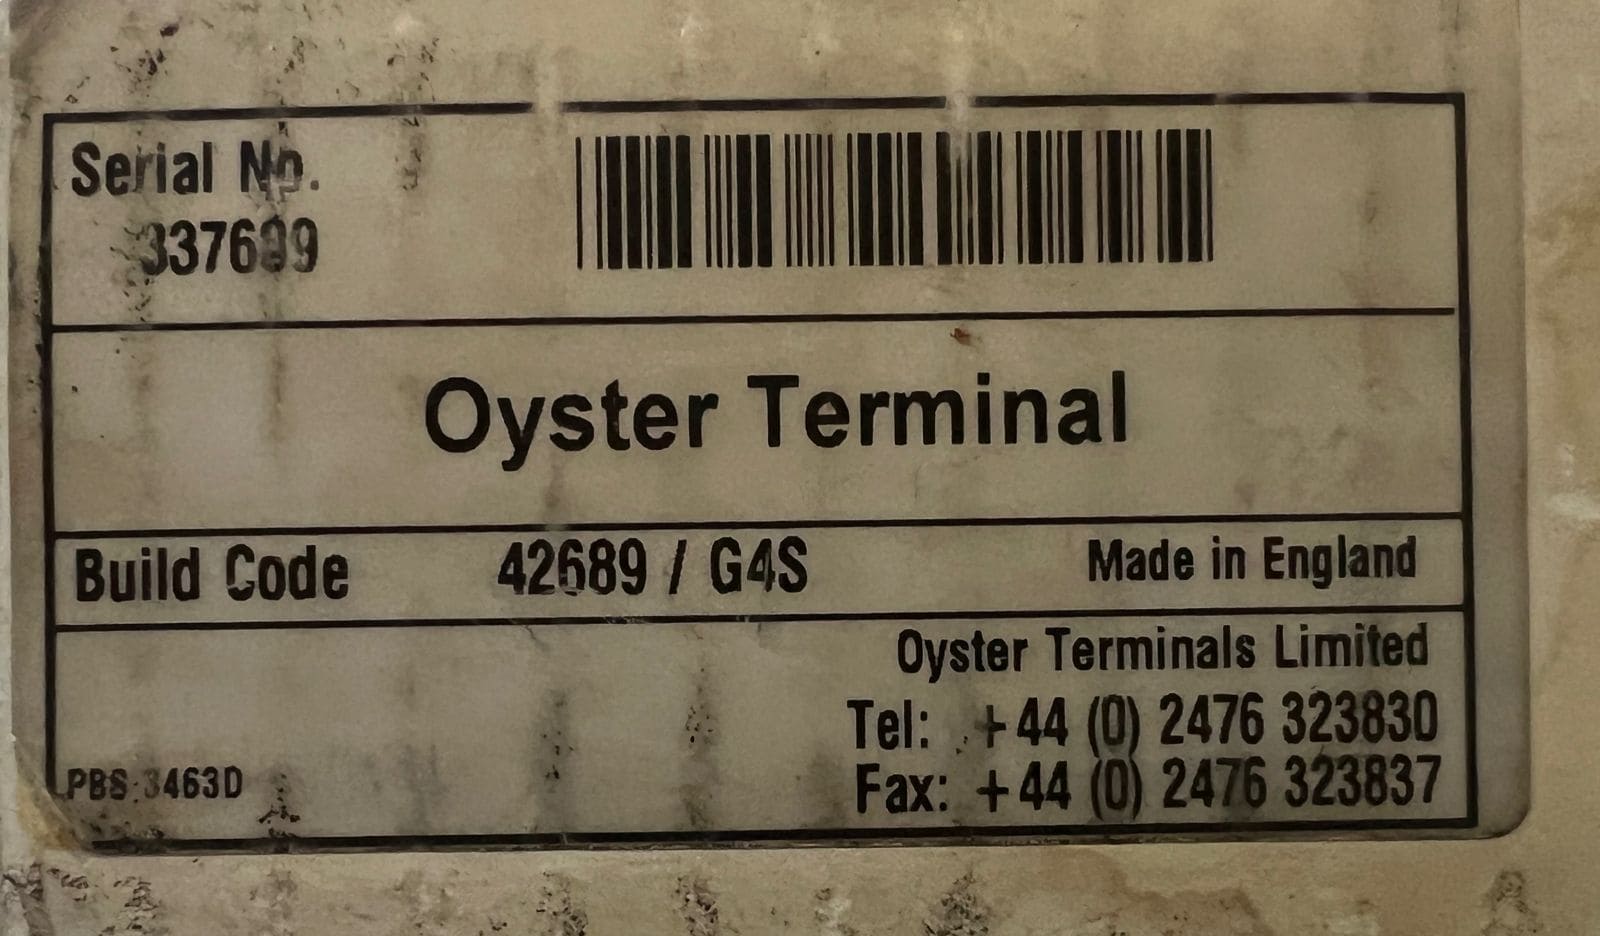 Serial No.
Oyster Terminal
Build Code 42689 / G4S Made in England
Oyster Terminals Limited
Tel: +44 (0) 2476 323830
Fax: +44 (0) 2476 323837
PBS:3463D